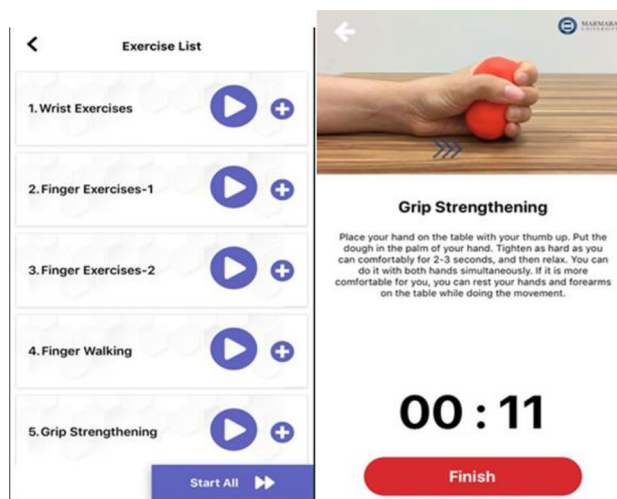 Exercise List
1.Wrist Exercises
2.Finger Exercises-1
3.Finger Exercises-2
4.Finger Walking
5.Grip Strengthening
Start All
MARMARA
UNIVERSITY
Grip Strengthening
Place your hand on the table with your thumb up. Put the
dough in the palm of your hand. Tighten as hard as you
can comfortably for 2-3 seconds, and then relax. You can
do it with both hands simultaneously. If it is more
comfortable for you, you can rest your hands and forearms
on the table while doing the movement.
00 : 11
Finish